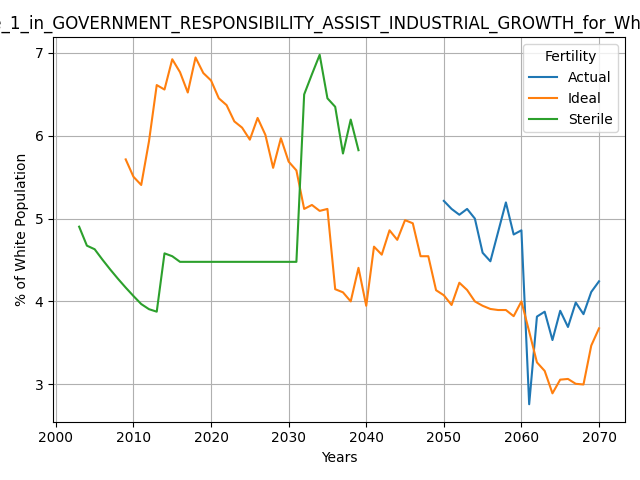 _1_in_GOVERNMENT_RESPONSIBILITY_ASSIST_INDUSTRIAL_GROWTH_for_Wh
Fertility
Actual
Ideal
Sterile
% of White Population
7
6
5
4
3
2000 2010 2020 2030 2040 2050 2060 2070
Years